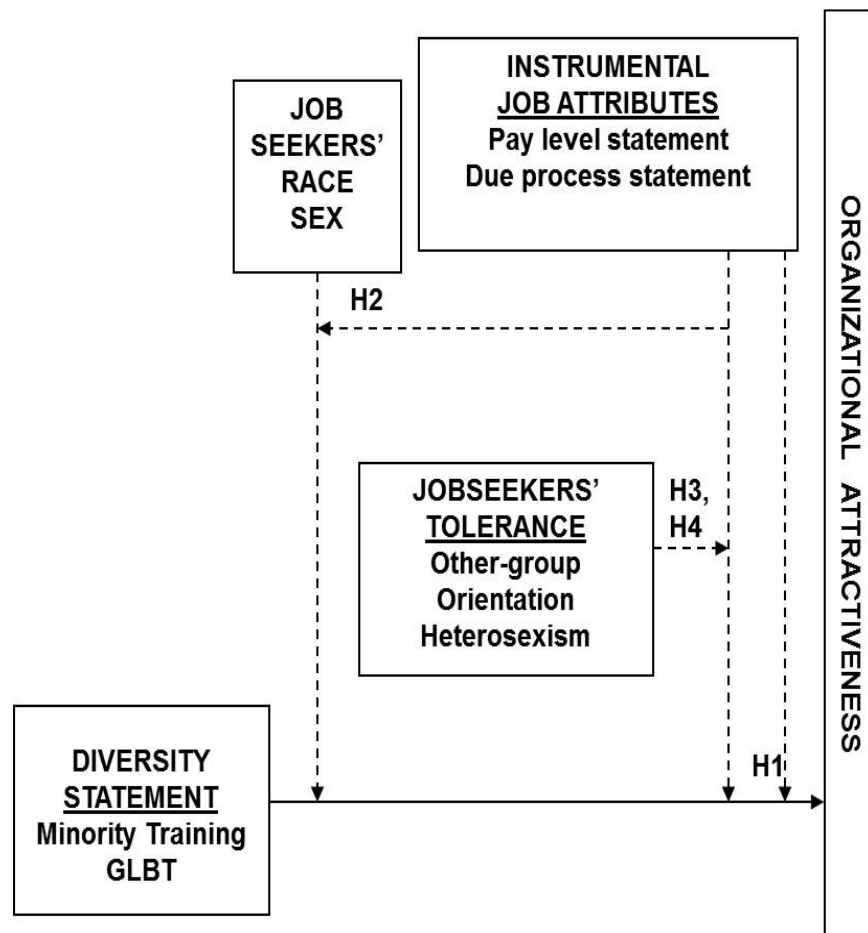 INSTRUMENTAL
JOB ATTRIBUTES
Pay level statement
Due process statement
JOB
SEEKERS'
RACE
SEX
H2
JOBSEEKERS'
TOLERANCE
Other-group
Orientation
Heterosexism
H3,
H4
H1
DIVERSITY
STATEMENT
Minority Training
GLBT
ORGANIZATIONAL ATTRACTIVENESS